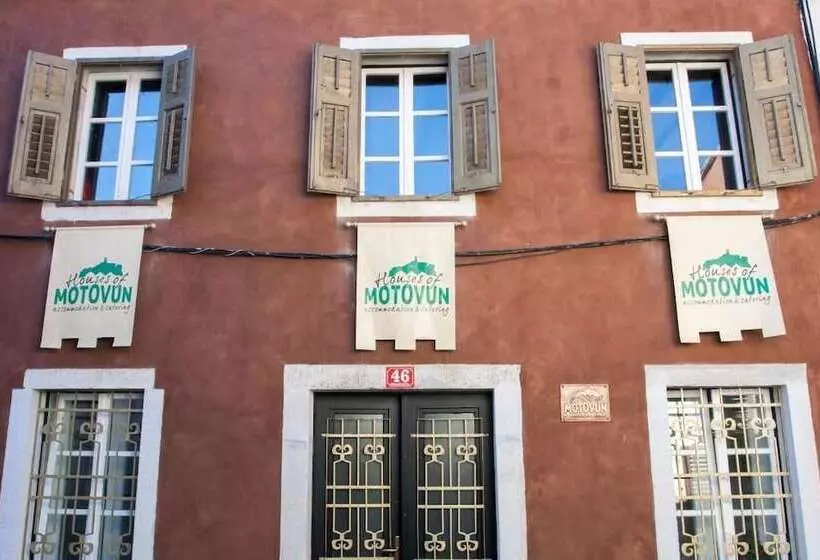 Houses of
MOTOVUN
accommodation & catering
Houses of
MOTOVUN
accommodation & catering
Houses of
MOTOVUN
accommodation & catering
46
MOTOVUN